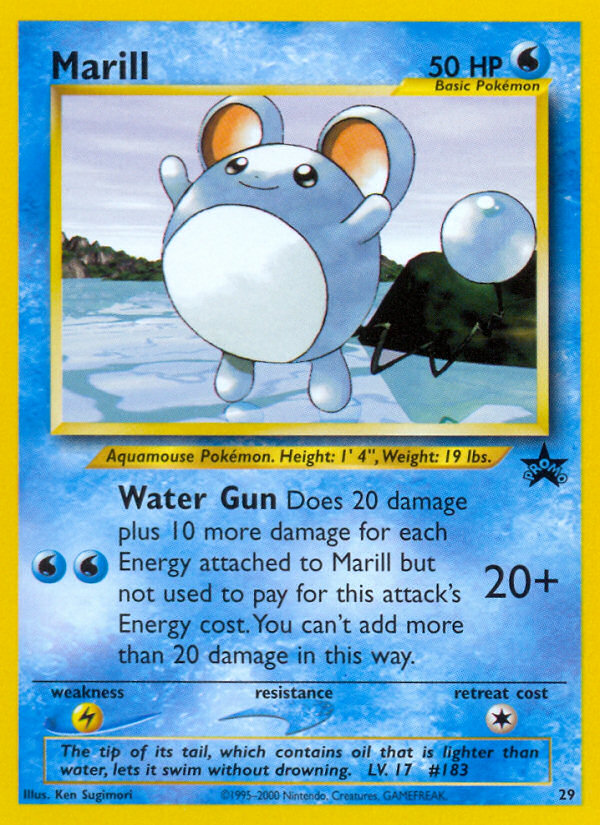 Marill
50 HP
Basic Pokémon
Aquamouse Pokémon. Height: 1' 4", Weight: 19 lbs.
PROMO
Water Gun Does 20 damage
plus 10 more damage for each
Energy attached to Marill but
not used to pay for this attack's
Energy cost. You can't add more
than 20 damage in this way.
20+
weakness resistance retreat cost
The tip of its tail, which contains oil that is lighter than
water, lets it swim without drowning. LV. 17 #183
Illus. Ken Sugimori ©1995-2000 Nintendo, Creatures, GAMEFREAK. 29